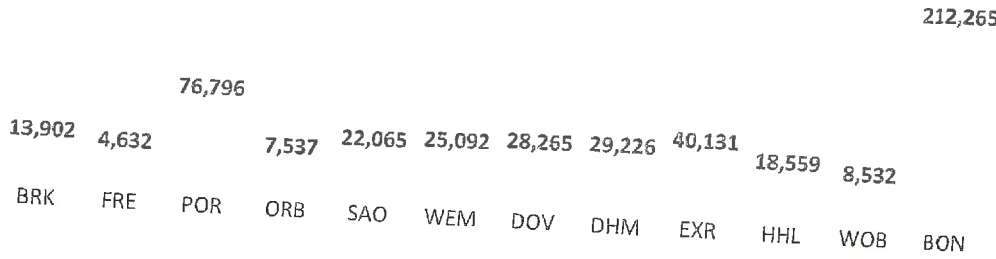 212,265
76,796
13,902 4,632 7,537 22,065 25,092 28,265 29,226 40,131 18,559 8,532
BRK FRE POR ORB SAO WEM DOV DHM EXR HHL WOB BON